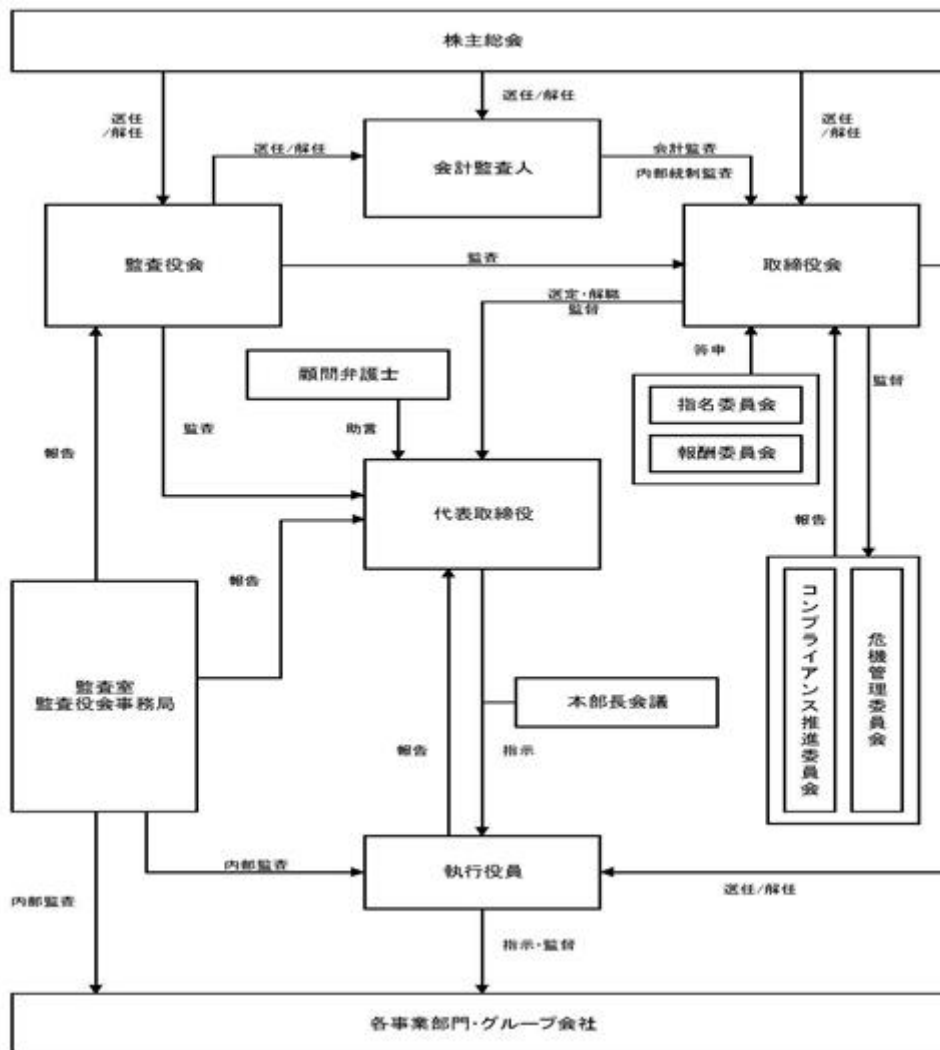 株主総会
選任
/解任
選任/解任
選任
/解任
選任/解任
会計監査人
会計監査
内部統制監査
監査役会
監査
取締役会
選定・解職
監督
顧問弁護士
答申
監督
指名委員会
報酬委員会
監査
助言
報告
代表取締役
報告
報告
コンプライアンス推進委員会
危機管理委員会
監査室
監査役会事務局
本部長会議
報告
指示
内部監査
執行役員
選任/解任
内部監査
指示・監督
各事業部門・グループ会社